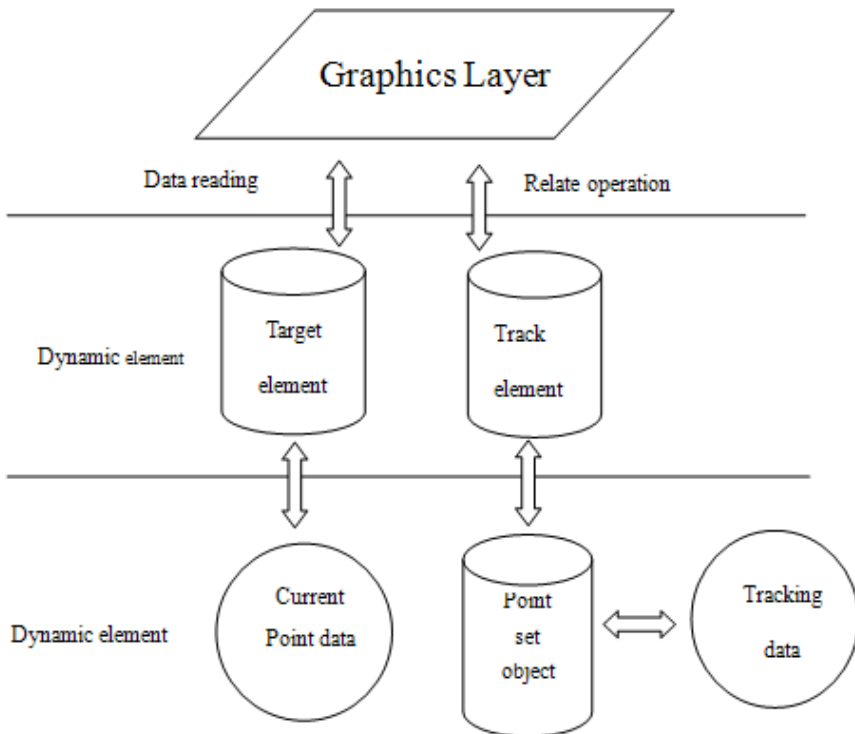 Graphics Layer
Data reading
Relate operation
Target
element
Track
element
Dynamic element
Current
Point data
Point
set
object
Tracking
data
Dynamic element